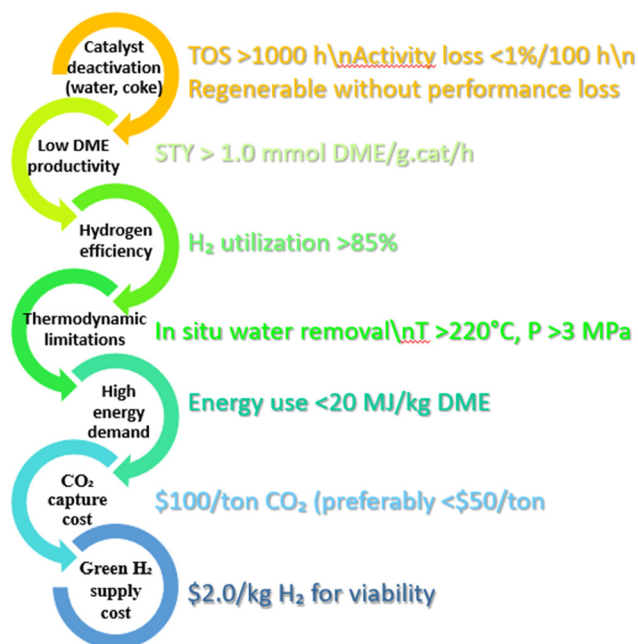 Catalyst
deactivation
(water, coke)
TOS >1000 h\nActivity loss <1%/100 h\n
Regenerable without performance loss
Low DME
productivity
STY > 1.0 mmol DME/g.cat/h
Hydrogen
efficiency
H₂ utilization >85%
Thermodynamic
limitations
In situ water removal\nT >220°C, P >3 MPa
High
energy
demand
Energy use <20 MJ/kg DME
CO₂
capture
cost
$100/ton CO₂ (preferably <$50/ton
Green H₂
supply
cost
$2.0/kg H₂ for viability